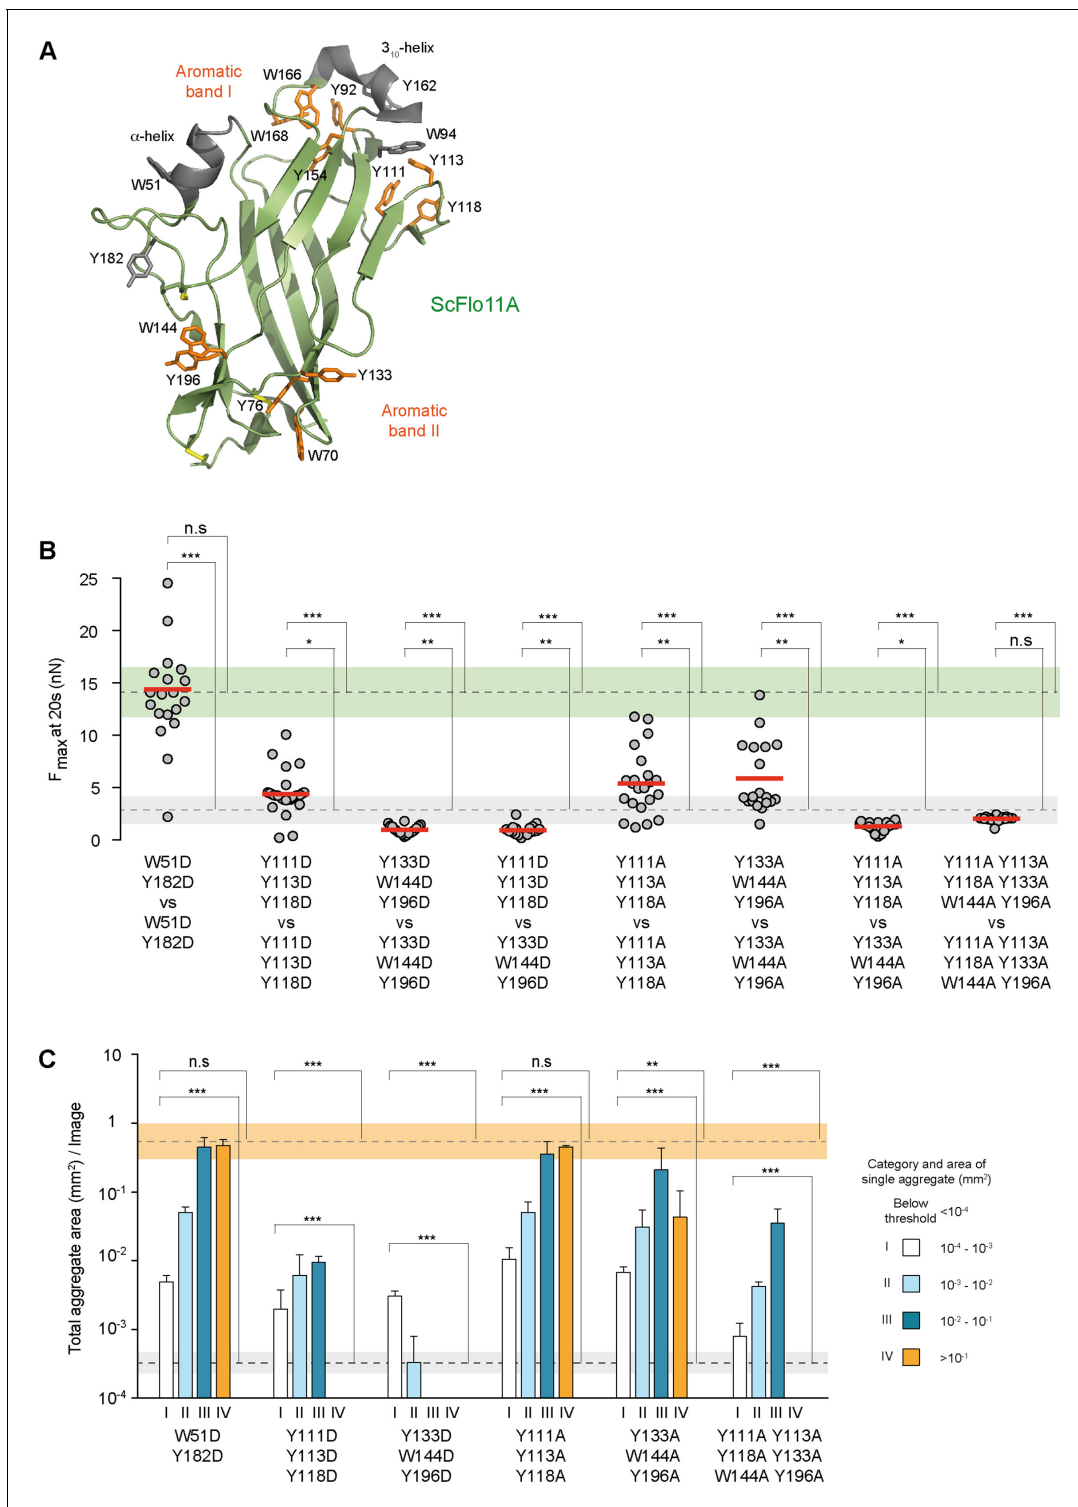 A
3₁₀-helix
Aromatic
band I
W166
Y92
Y162
α-helix
W168
W94
Y154
Y111
Y113
W51
Y118
Y182
ScFlo11A
W144
Y196
Y133
Y76
Aromatic
band II
W70
B
n.s
***
*** *** *** *** *** *** ***
* ** ** ** ** * n.s
Fmax at 20s (nN)
25
20
15
10
5
0
W51D Y111D Y133D Y111D Y111A Y133A Y111A Y111A Y113A
Y182D Y113D W144D Y113D Y113A W144A Y113A Y118A Y133A
vs Y118D Y196D Y118D Y118A Y196A Y118A W144A Y196A
W51D vs vs vs vs vs vs vs
Y182D Y111D Y133D Y133D Y111A Y133A Y133A Y111A Y113A
Y113D W144D W144D Y113A W144A W144A Y118A Y133A
Y118D Y196D Y196D Y118A Y196A Y196A W144A Y196A
C
n.s *** *** n.s ** ***
*** *** *** *** *** ***
Total aggregate area (mm²) / Image
10
1
10⁻¹
10⁻²
10⁻³
10⁻⁴
I II III IV I II III IV I II III IV I II III IV I II III IV I II III IV
W51D Y111D Y133D Y111A Y133A Y111A Y113A
Y182D Y113D W144D Y113A W144A Y118A Y133A
Y118D Y196D Y118A Y196A W144A Y196A
Category and area of
single aggregate (mm²)
Below
threshold <10⁻⁴
I 10⁻⁴ - 10⁻³
II 10⁻³ - 10⁻²
III 10⁻² - 10⁻¹
IV >10⁻¹